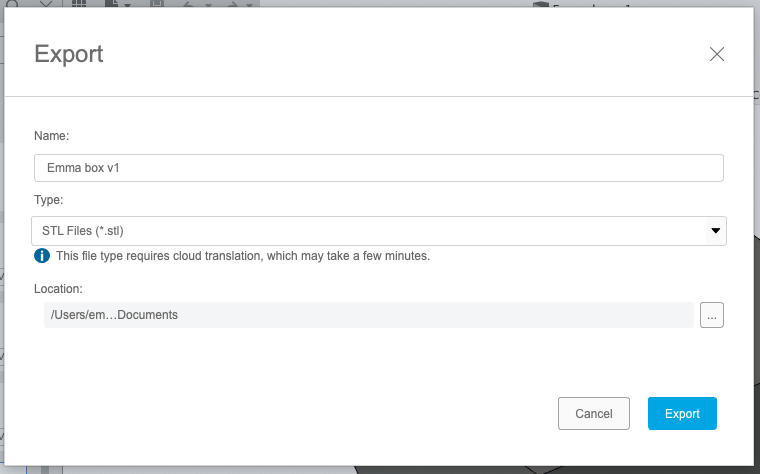 Export
Name:
Emma box v1
Type:
STL Files (*.stl)
This file type requires cloud translation, which may take a few minutes.
Location:
/Users/em…Documents
...
Cancel
Export